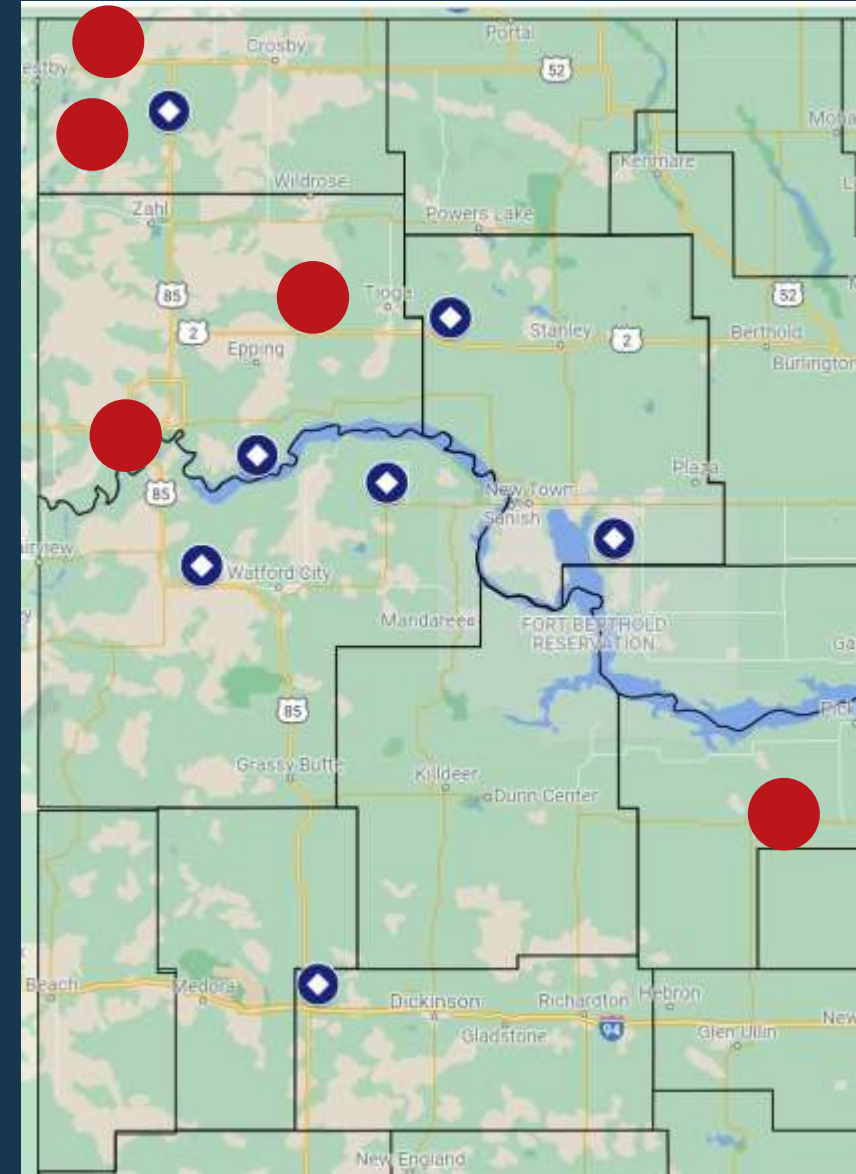 Portal
Crosby
52
Kenmare
Wildrose
Zahl
Powers Lake
85
Tioga
52
2
Stanley
2
Berthold
Epping
Burlington
Plaza
85
New Town
Sanish
Watford City
Mandaree
FORT BERTHOLD
RESERVATION
85
Grassy Butte
Killdeer
Dunn Center
Beach
Medora
Dickinson
Richardton
Hebron
New
94
Gladstone
Glen Ullin
New England